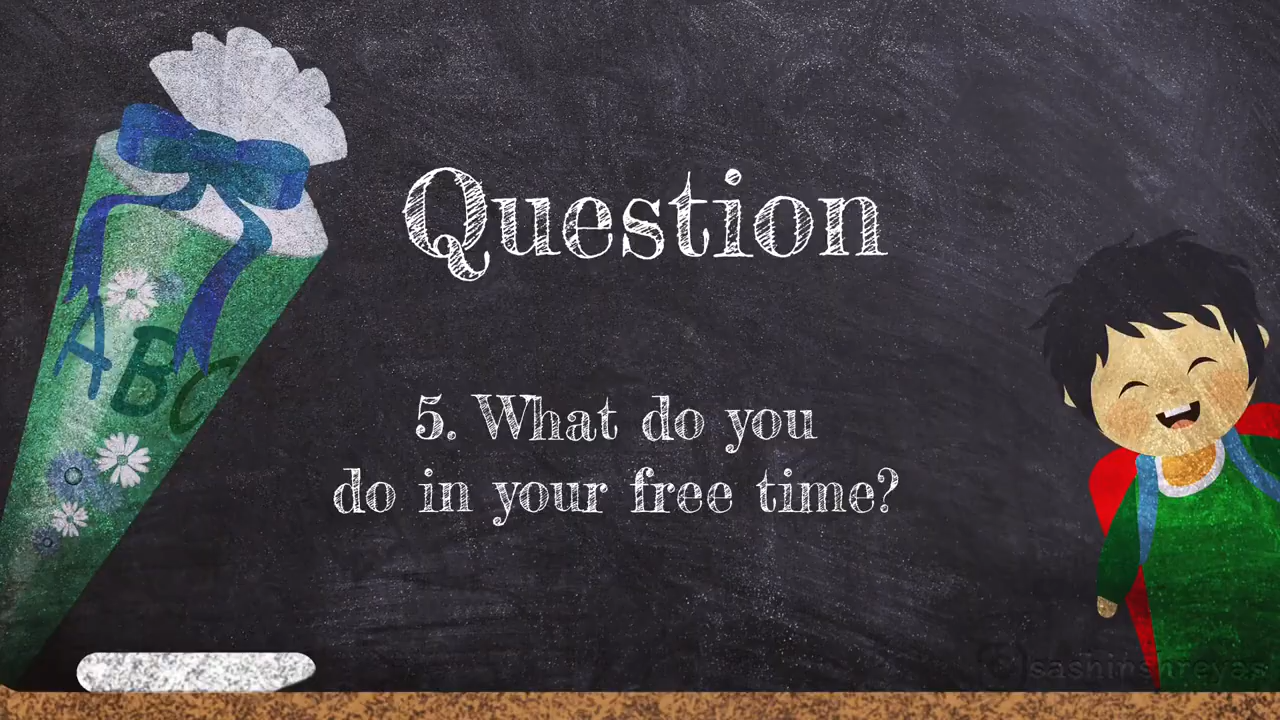 Question
5. What do you
do in your free time?
ABC
sashinshreyas